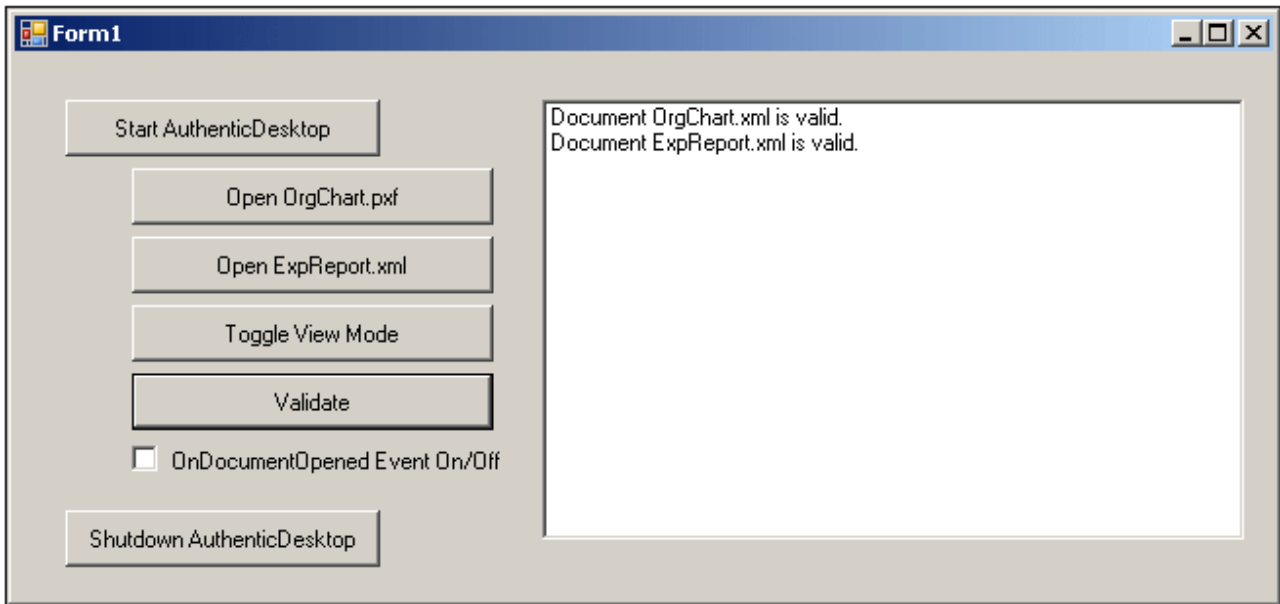 Form1
Start AuthenticDesktop
Open OrgChart.pxf
Open ExpReport.xml
Toggle View Mode
Validate
OnDocumentOpened Event On/Off
Shutdown AuthenticDesktop
Document OrgChart.xml is valid.
Document ExpReport.xml is valid.